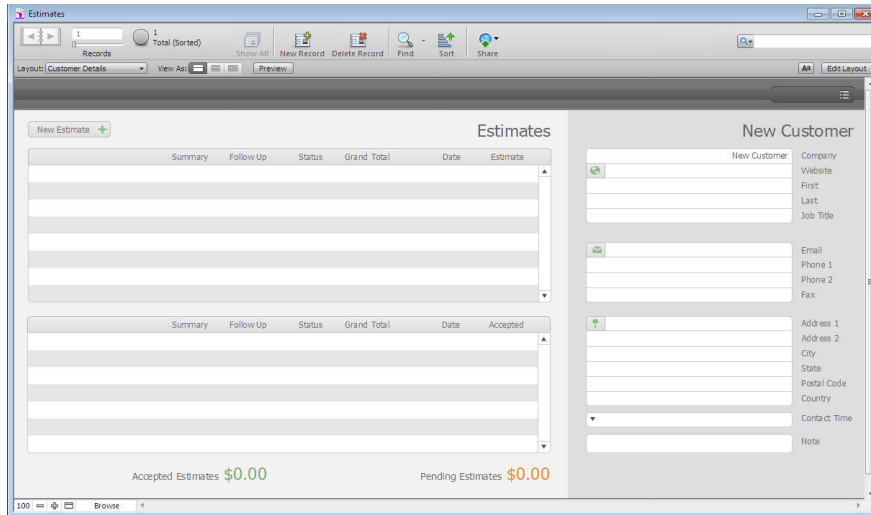 Estimates
1
Records
1
Total (Sorted)
Show All
New Record
Delete Record
Find
Sort
Share
Layout: Customer Details
View As:
Preview
Aa
Edit Layout
New Estimate
Estimates
New Customer
Summary Follow Up Status Grand Total Date Estimate
New Customer Company
Website
First
Last
Job Title
Email
Phone 1
Phone 2
Fax
Summary Follow Up Status Grand Total Date Accepted
Address 1
Address 2
City
State
Postal Code
Country
Contact Time
Note
Accepted Estimates $0.00
Pending Estimates $0.00
100
Browse